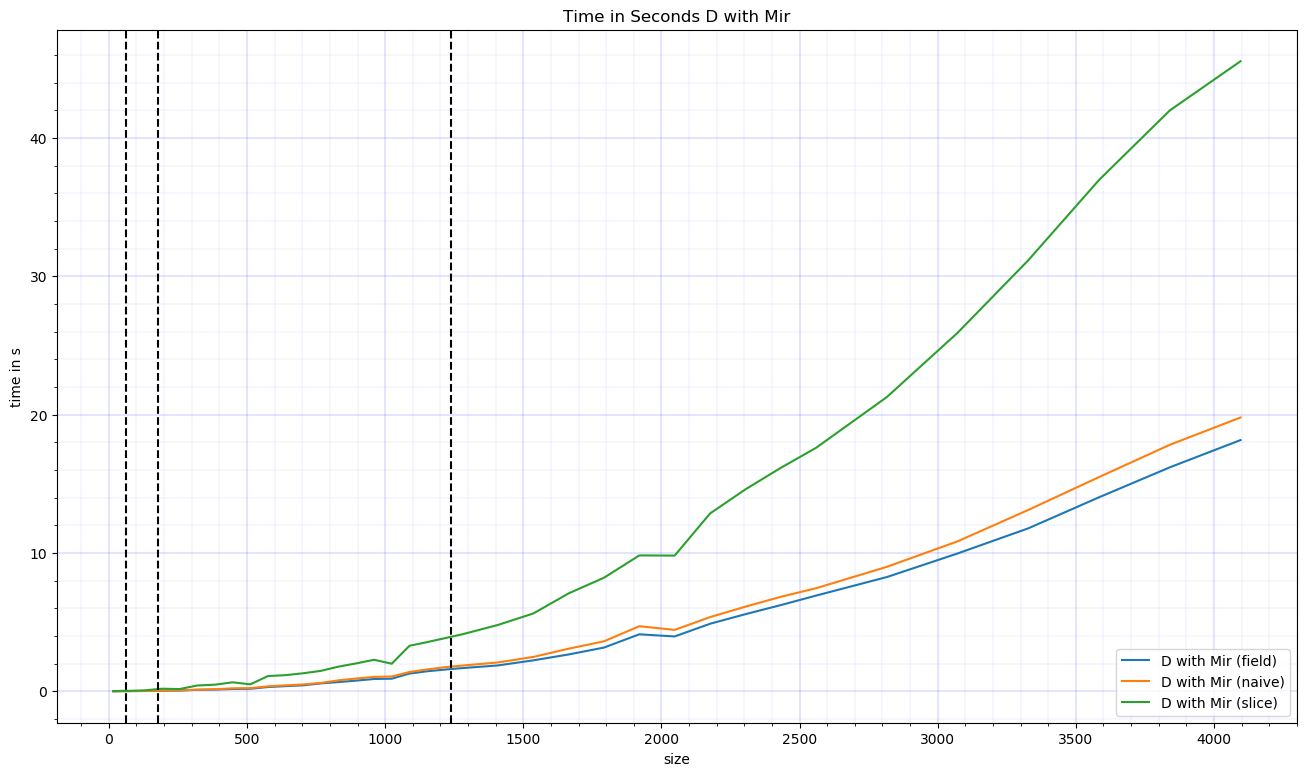 Time in Seconds D with Mir
time in s
40
30
20
10
0
0 500 1000 1500 2000 2500 3000 3500 4000
size
D with Mir (field)
D with Mir (naive)
D with Mir (slice)